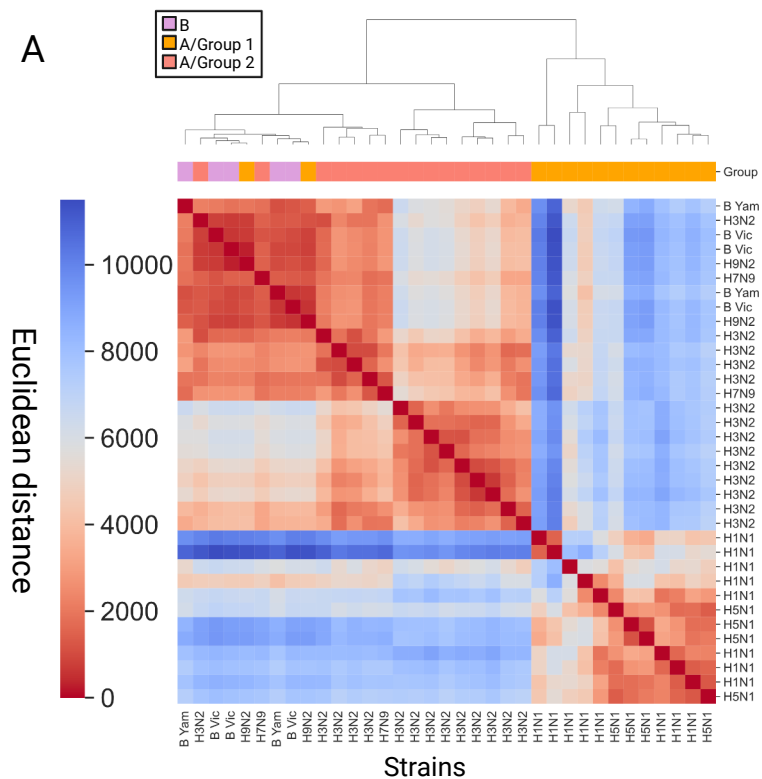 A
B
A/Group 1
A/Group 2
Group
B Yam
H3N2
B Vic
B Vic
H9N2
H7N9
B Yam
B Vic
H9N2
H3N2
H3N2
H3N2
H3N2
H7N9
H3N2
H3N2
H3N2
H3N2
H3N2
H3N2
H3N2
H3N2
H3N2
H1N1
H1N1
H1N1
H1N1
H1N1
H5N1
H5N1
H5N1
H1N1
H1N1
H1N1
H5N1
Euclidean distance
10000
8000
6000
4000
2000
0
B Yam
H3N2
B Vic
B Vic
H9N2
H7N9
B Yam
B Vic
H9N2
H3N2
H3N2
H3N2
H3N2
H7N9
H3N2
H3N2
H3N2
H3N2
H3N2
H3N2
H3N2
H3N2
H3N2
H1N1
H1N1
H1N1
H1N1
H1N1
H5N1
H5N1
H5N1
H1N1
H1N1
H1N1
H5N1
Strains